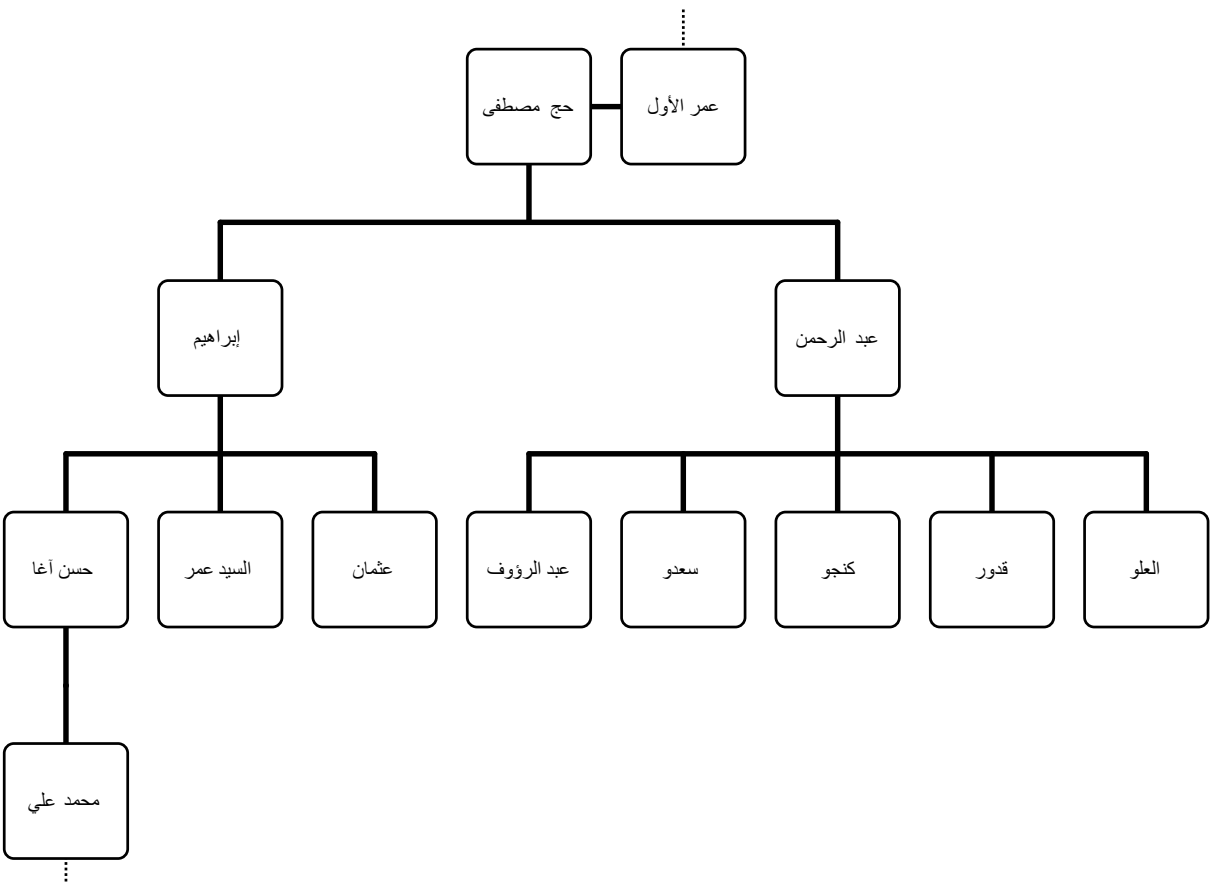 عمر الأول
حج مصطفى
عبد الرحمن
إبراهيم
العلو
قدور
كنجو
سعدو
عبد الرؤوف
عثمان
السيد عمر
حسن آغا
محمد علي